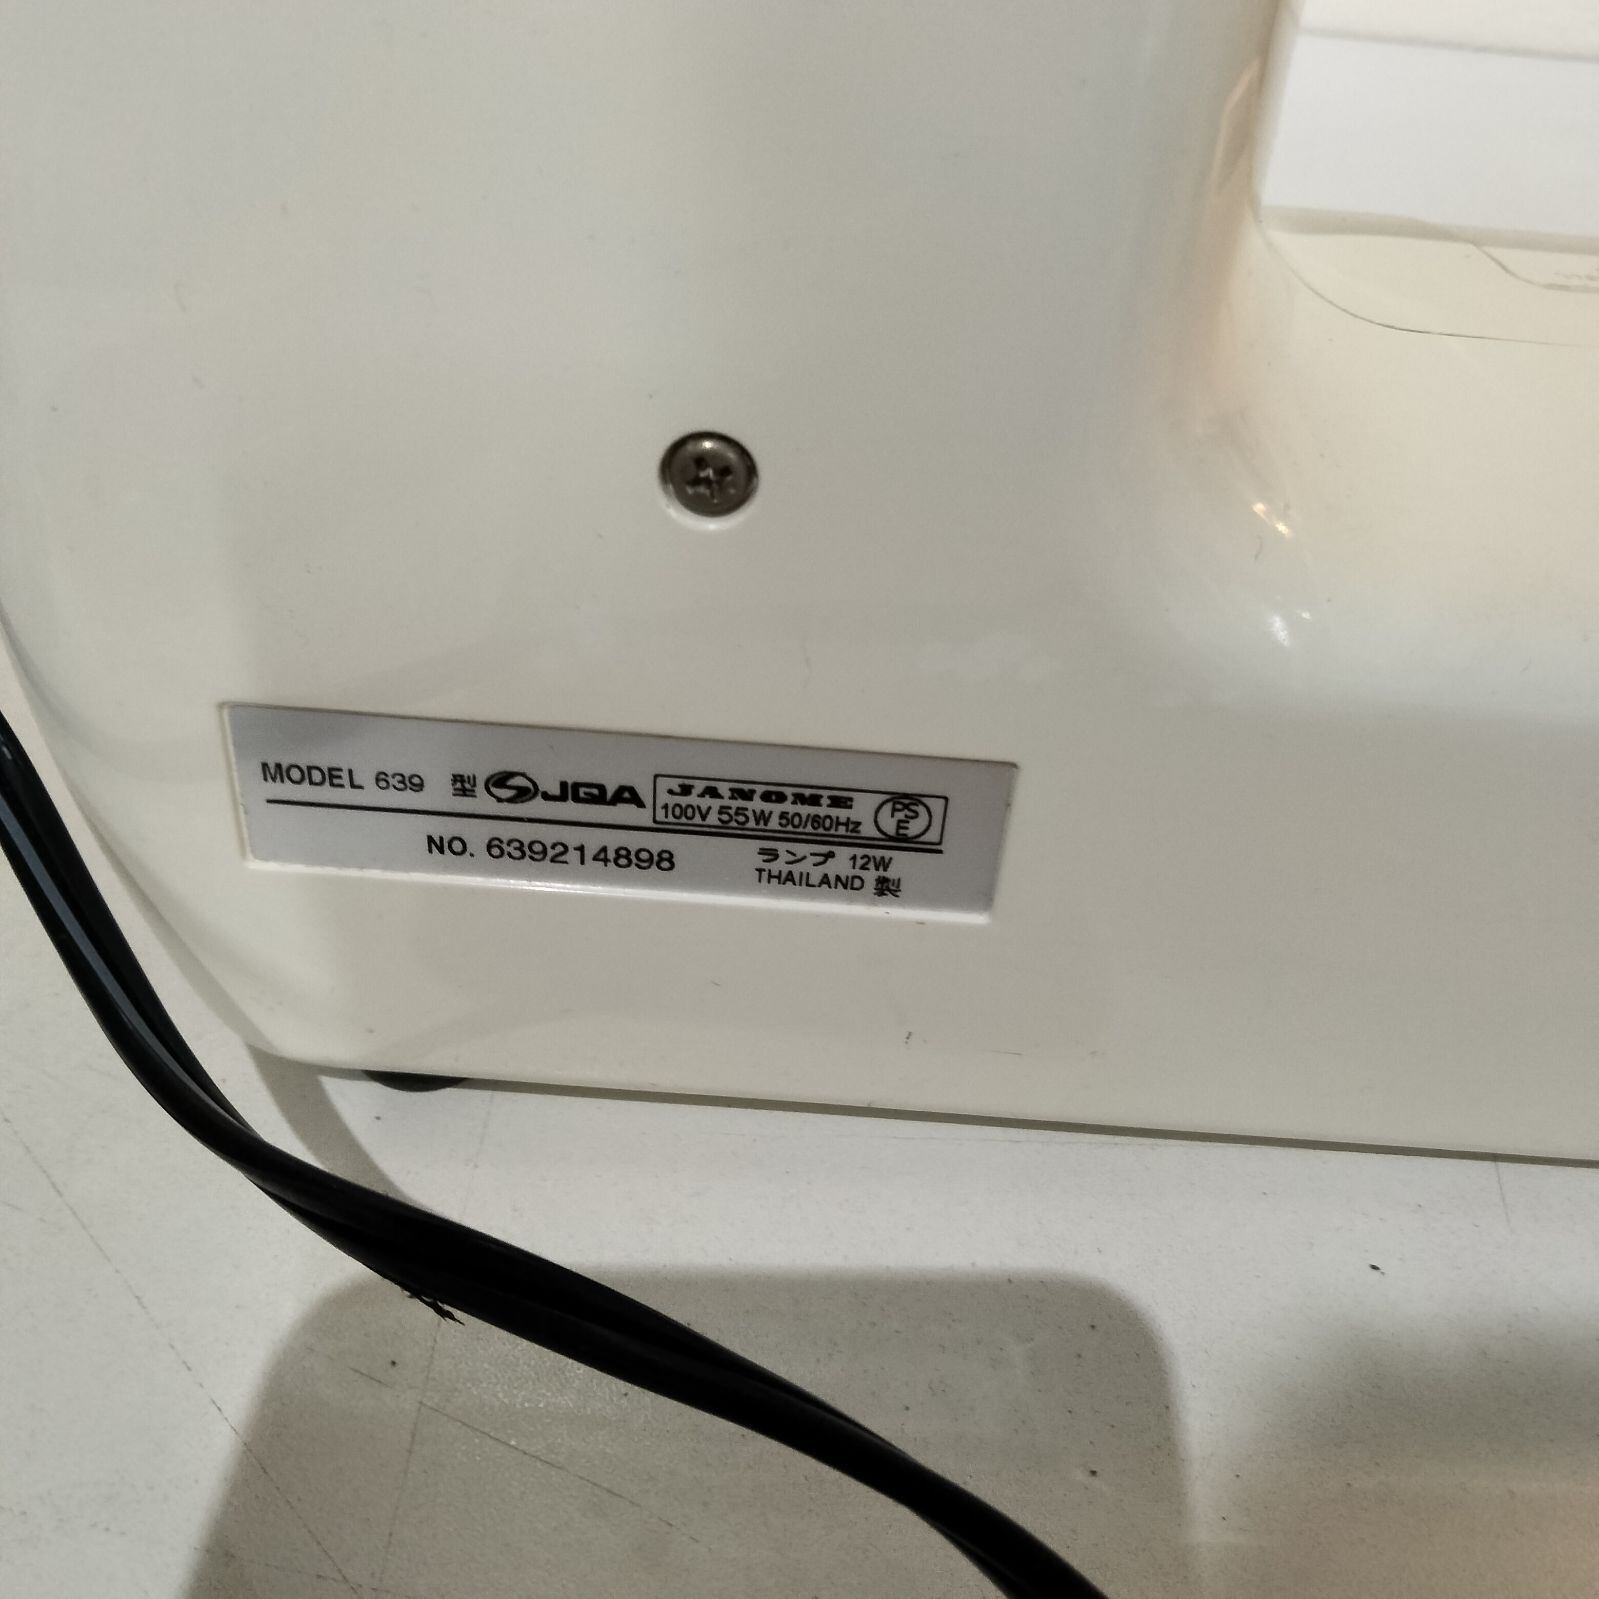 MODEL 639 型 JQA JANOME
100V 55W 50/60Hz PSE
NO. 639214898 ランプ 12W
THAILAND 製